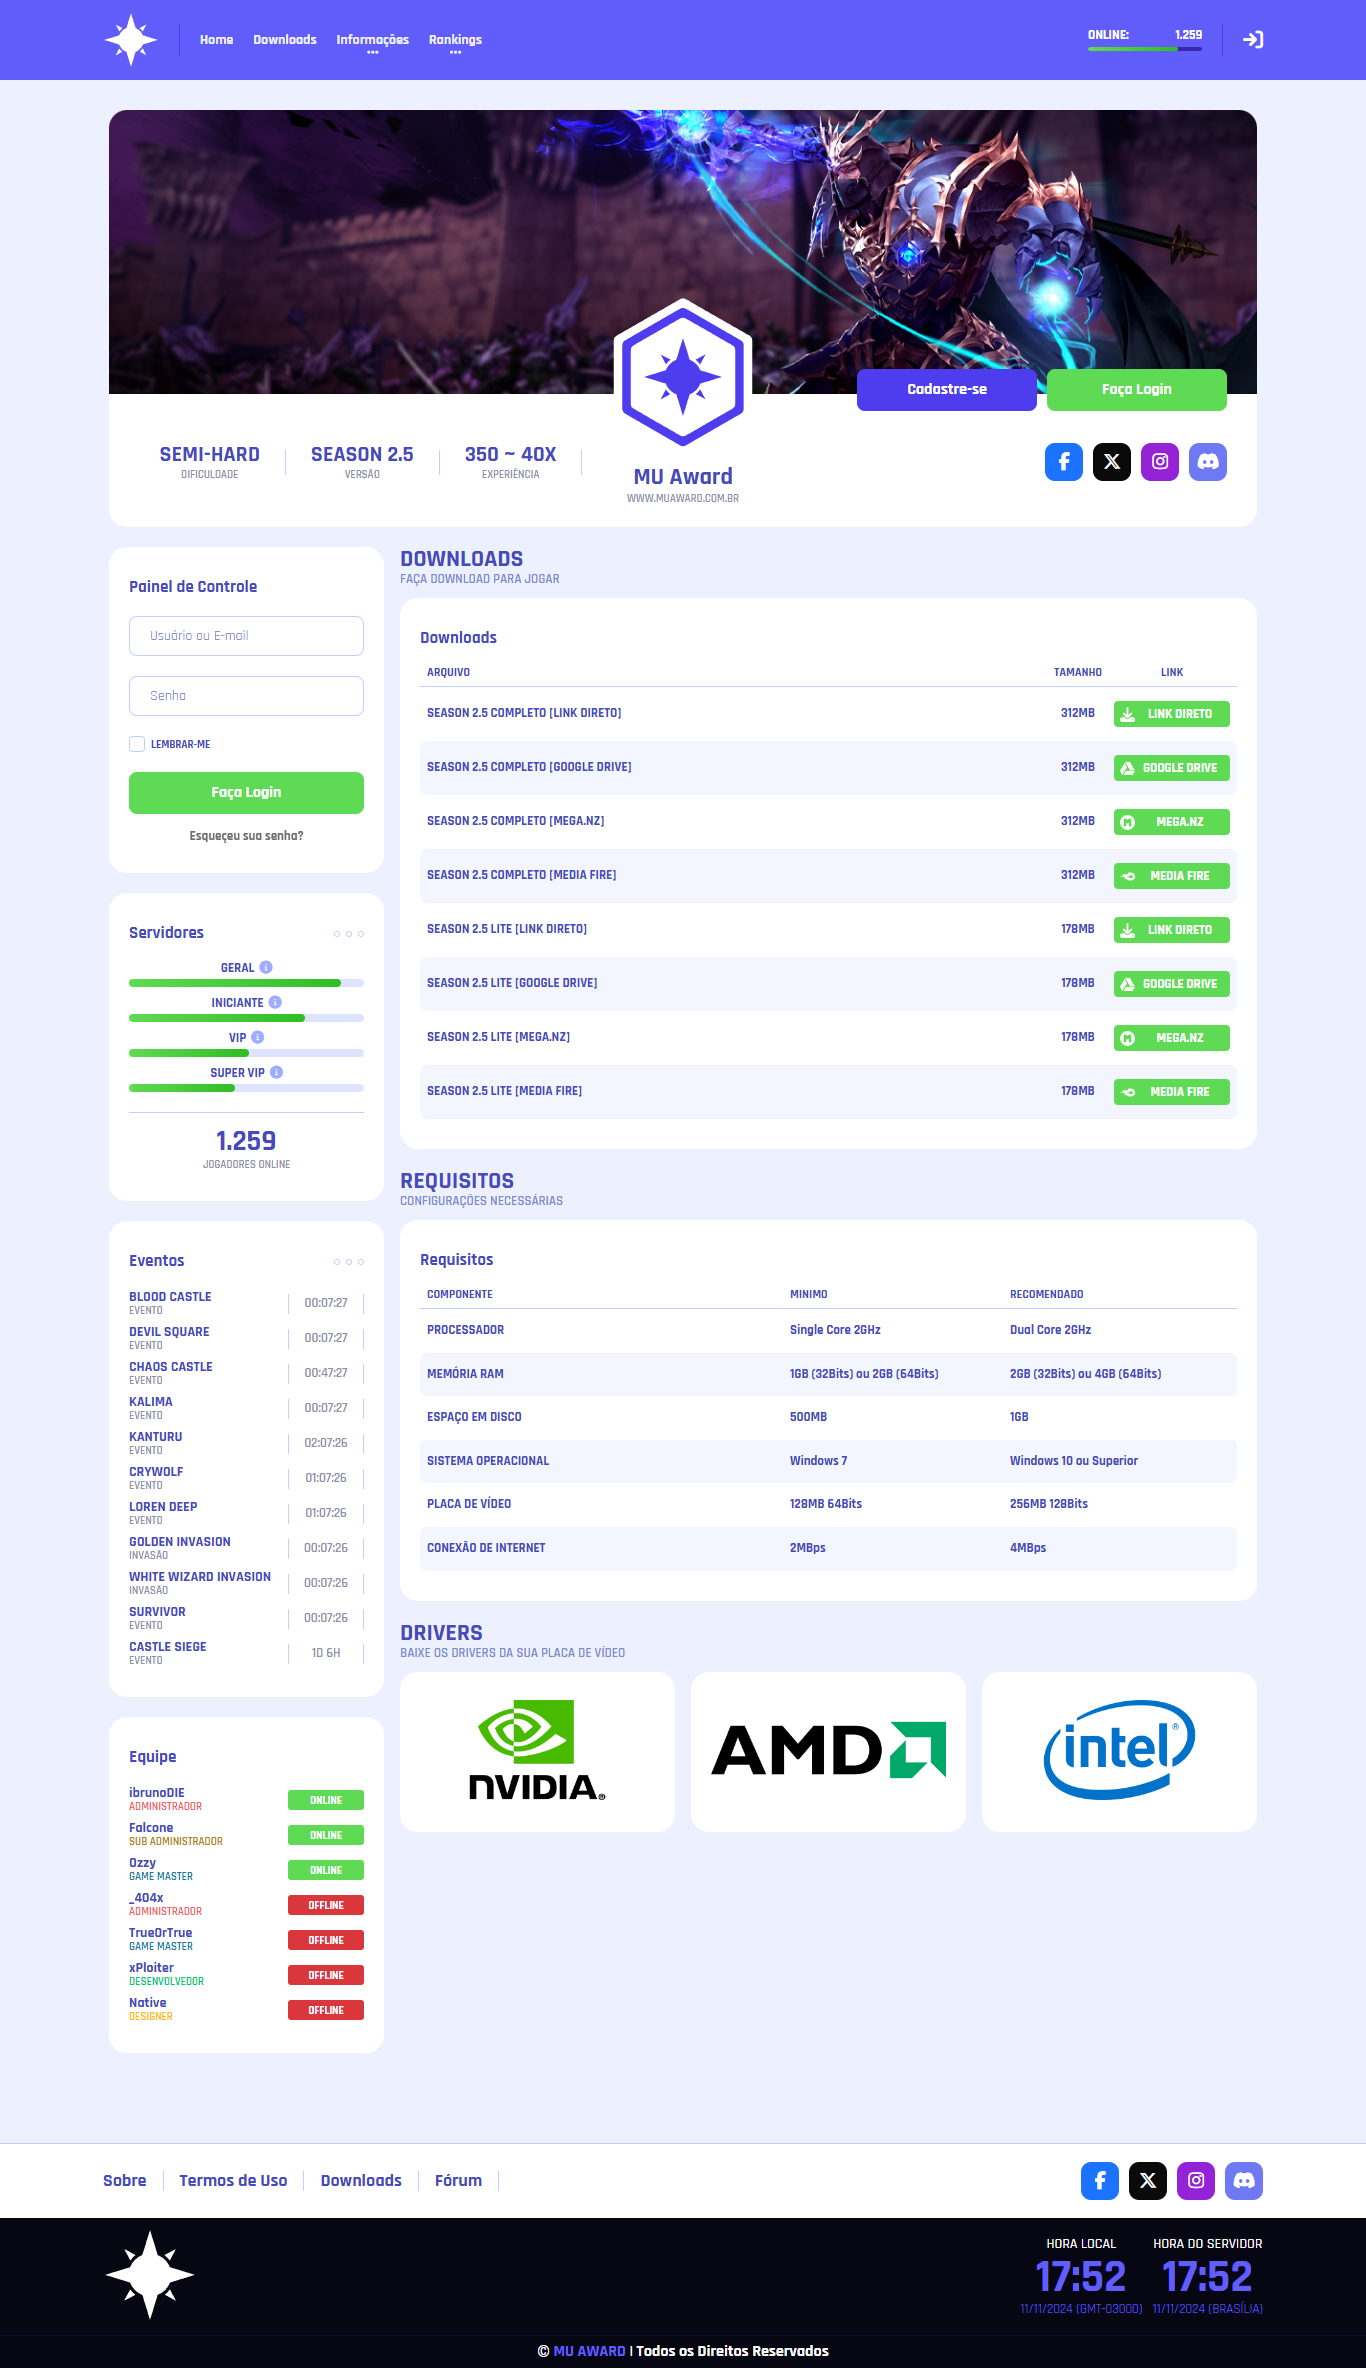 Home Downloads Informações Rankings
ONLINE: 1.259
Cadastre-se Faça Login
SEMI-HARD
DIFICULDADE
SEASON 2.5
VERSÃO
350 ~ 40X
EXPERIÊNCIA
MU Award
WWW.MUAWARD.COM.BR
Painel de Controle
Usuário ou E-mail
Senha
LEMBRAR-ME
Faça Login
Esqueçeu sua senha?
Servidores
GERAL
INICIANTE
VIP
SUPER VIP
1.259
JOGADORES ONLINE
Eventos
BLOOD CASTLE
EVENTO
00:07:27
DEVIL SQUARE
EVENTO
00:07:27
CHAOS CASTLE
EVENTO
00:47:27
KALIMA
EVENTO
00:07:27
KANTURU
EVENTO
02:07:26
CRYWOLF
EVENTO
01:07:26
LOREN DEEP
EVENTO
01:07:26
GOLDEN INVASION
INVASÃO
00:07:26
WHITE WIZARD INVASION
INVASÃO
00:07:26
SURVIVOR
EVENTO
00:07:26
CASTLE SIEGE
EVENTO
1D 6H
Equipe
ibrunoDIE
ADMINISTRADOR
ONLINE
Falcone
SUB ADMINISTRADOR
ONLINE
Ozzy
GAME MASTER
ONLINE
_404x
ADMINISTRADOR
OFFLINE
TrueOrTrue
GAME MASTER
OFFLINE
xPloiter
DESENVOLVEDOR
OFFLINE
Native
DESIGNER
OFFLINE
DOWNLOADS
FAÇA DOWNLOAD PARA JOGAR
Downloads
ARQUIVO TAMANHO LINK
SEASON 2.5 COMPLETO [LINK DIRETO] 312MB LINK DIRETO
SEASON 2.5 COMPLETO [GOOGLE DRIVE] 312MB GOOGLE DRIVE
SEASON 2.5 COMPLETO [MEGA.NZ] 312MB MEGA.NZ
SEASON 2.5 COMPLETO [MEDIA FIRE] 312MB MEDIA FIRE
SEASON 2.5 LITE [LINK DIRETO] 178MB LINK DIRETO
SEASON 2.5 LITE [GOOGLE DRIVE] 178MB GOOGLE DRIVE
SEASON 2.5 LITE [MEGA.NZ] 178MB MEGA.NZ
SEASON 2.5 LITE [MEDIA FIRE] 178MB MEDIA FIRE
REQUISITOS
CONFIGURAÇÕES NECESSÁRIAS
Requisitos
COMPONENTE MINIMO RECOMENDADO
PROCESSADOR Single Core 2GHz Dual Core 2GHz
MEMÓRIA RAM 1GB (32Bits) ou 2GB (64Bits) 2GB (32Bits) ou 4GB (64Bits)
ESPAÇO EM DISCO 500MB 1GB
SISTEMA OPERACIONAL Windows 7 Windows 10 ou Superior
PLACA DE VÍDEO 128MB 64Bits 256MB 128Bits
CONEXÃO DE INTERNET 2MBps 4MBps
DRIVERS
BAIXE OS DRIVERS DA SUA PLACA DE VÍDEO
NVIDIA® AMD intel®
Sobre Termos de Uso Downloads Fórum
HORA LOCAL
17:52
11/11/2024 (GMT-03000)
HORA DO SERVIDOR
17:52
11/11/2024 (BRASÍLIA)
© MU AWARD | Todos os Direitos Reservados